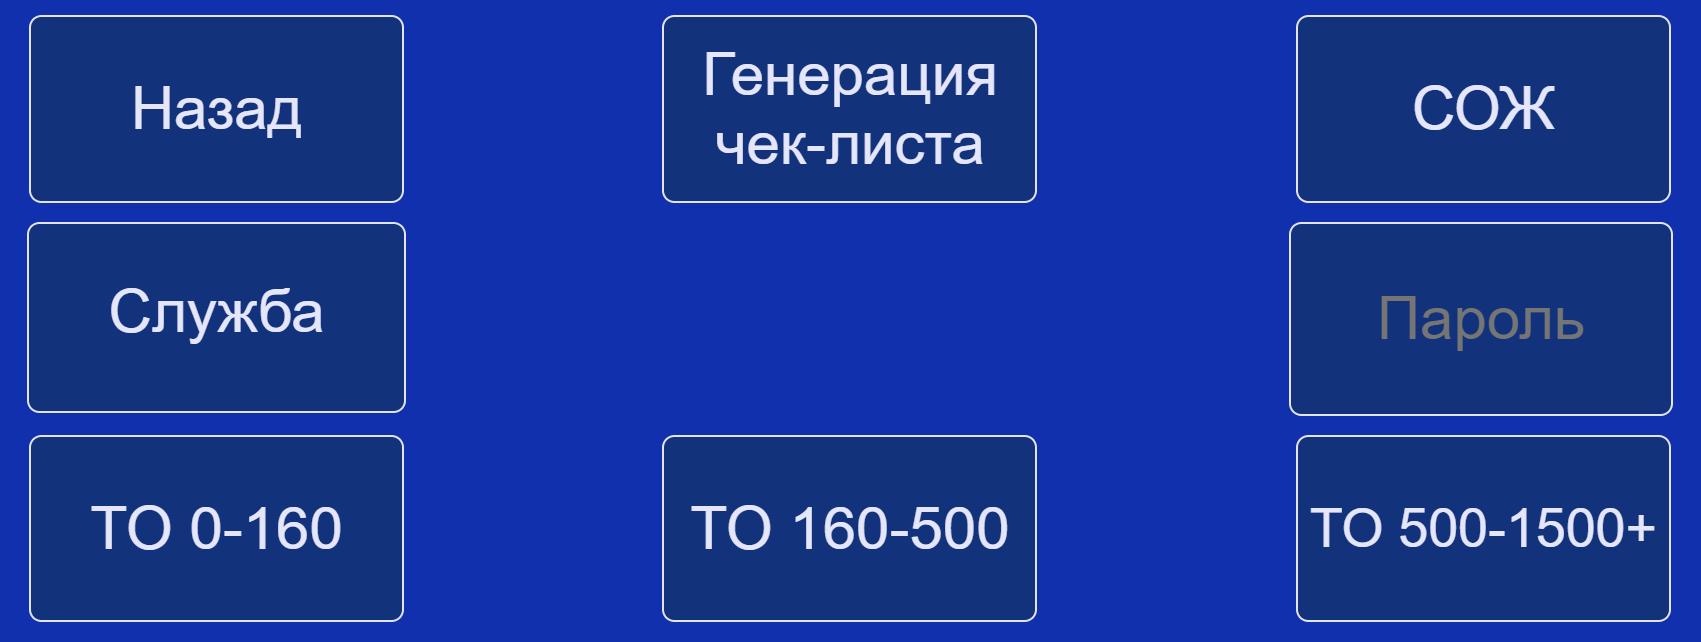 Назад
Генерация
чек-листа
СОЖ
Служба
Пароль
ТО 0-160
ТО 160-500
ТО 500-1500+